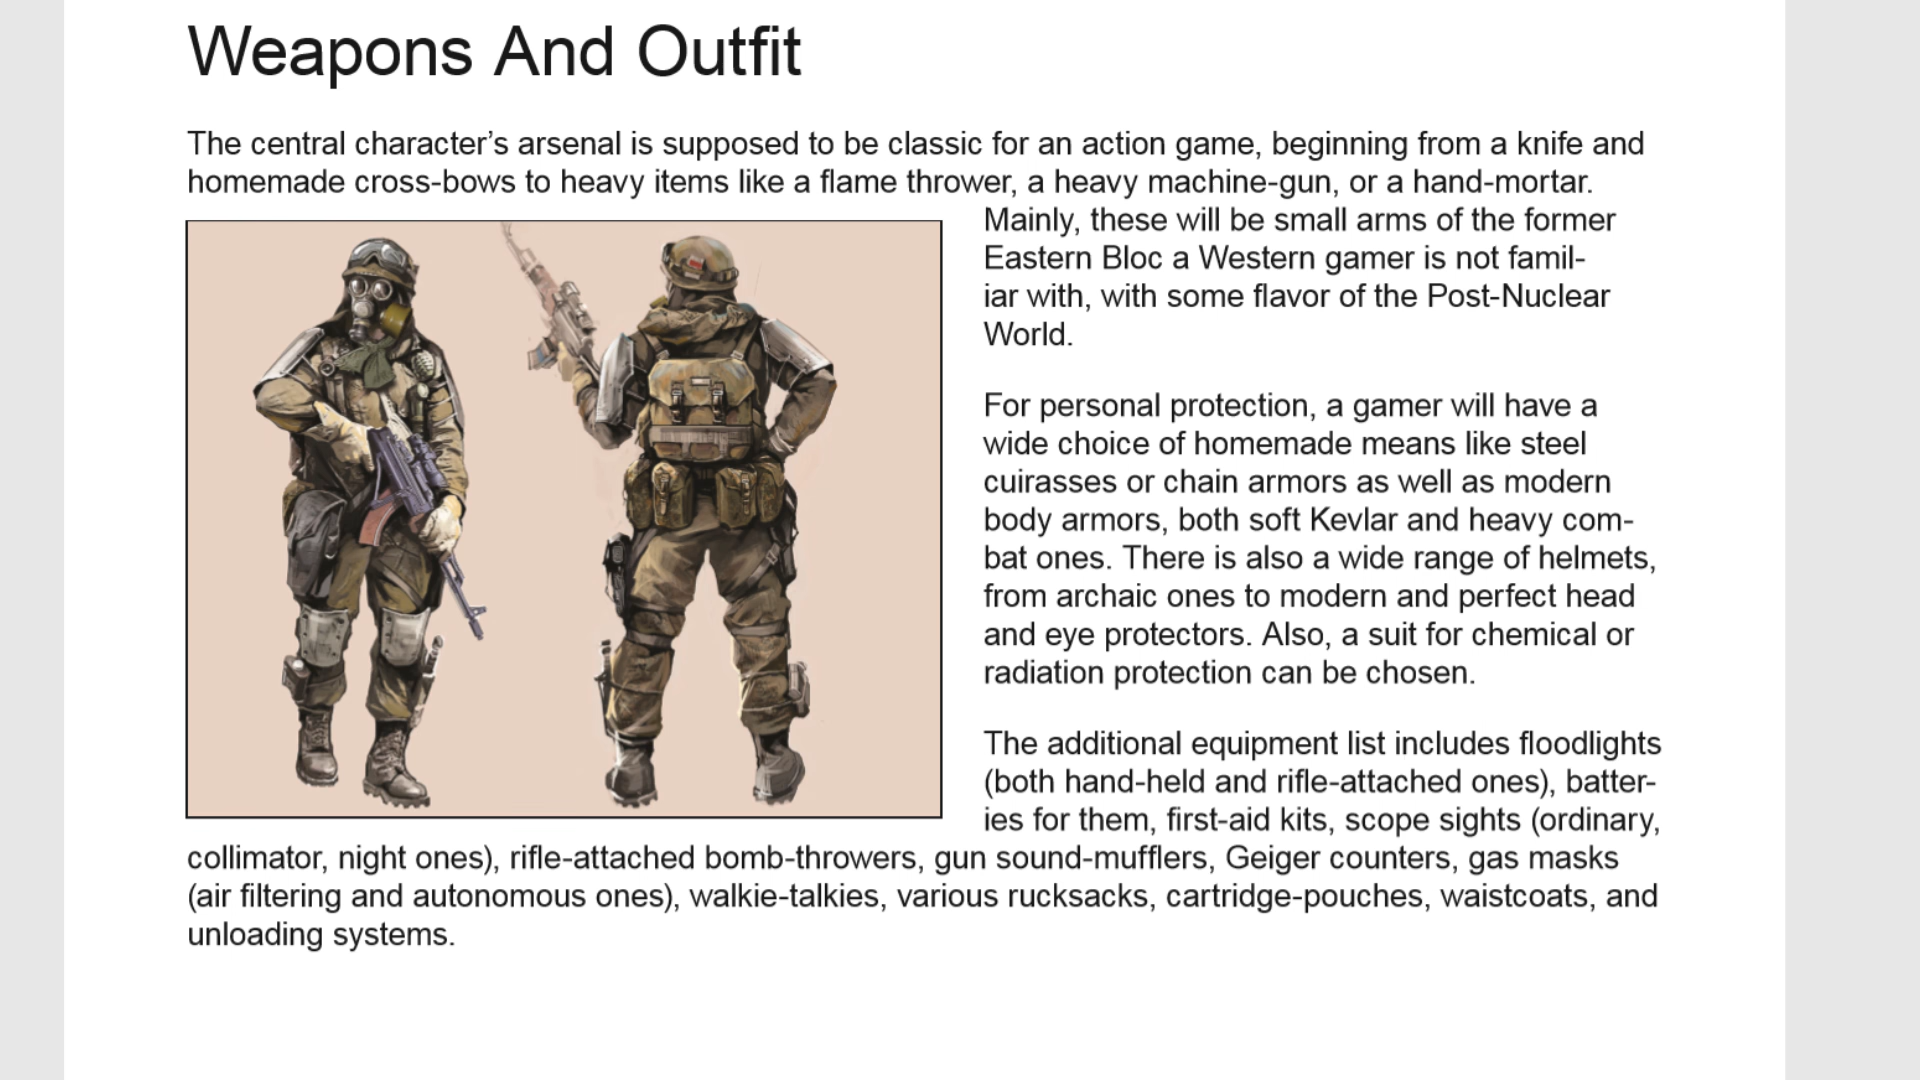 Weapons And Outfit
The central character’s arsenal is supposed to be classic for an action game, beginning from a knife and
homemade cross-bows to heavy items like a flame thrower, a heavy machine-gun, or a hand-mortar.
Mainly, these will be small arms of the former
Eastern Bloc a Western gamer is not famil-
iar with, with some flavor of the Post-Nuclear
World.
For personal protection, a gamer will have a
wide choice of homemade means like steel
cuirasses or chain armors as well as modern
body armors, both soft Kevlar and heavy com-
bat ones. There is also a wide range of helmets,
from archaic ones to modern and perfect head
and eye protectors. Also, a suit for chemical or
radiation protection can be chosen.
The additional equipment list includes floodlights
(both hand-held and rifle-attached ones), batter-
ies for them, first-aid kits, scope sights (ordinary,
collimator, night ones), rifle-attached bomb-throwers, gun sound-mufflers, Geiger counters, gas masks
(air filtering and autonomous ones), walkie-talkies, various rucksacks, cartridge-pouches, waistcoats, and
unloading systems.